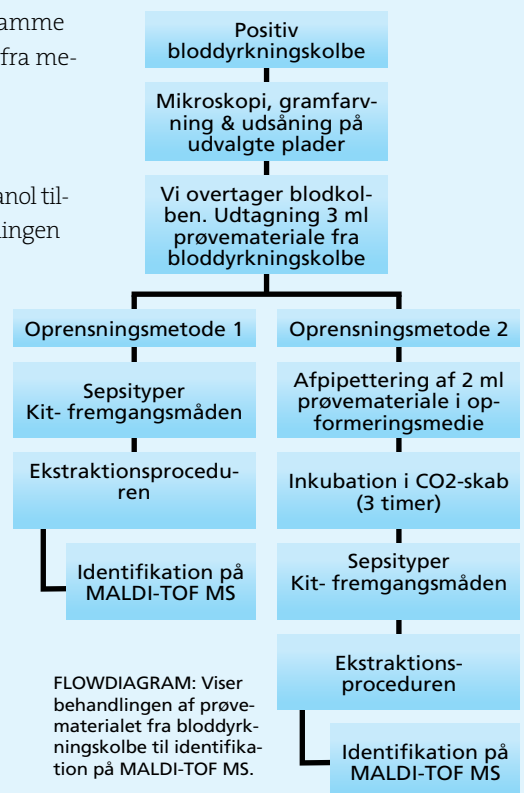 amme
fra me-
anol til-
ningen
Positiv
bloddyrkningskolbe
Mikroskopi, gramfarv-
ning & udsåning på
udvalgte plader
Vi overtager blodkol-
ben. Udtagning 3 ml
prøvemateriale fra
bloddyrkningskolbe
Oprensningsmetode 1
Sepsityper
Kit- fremgangsmåden
Ekstraktionsprocedu-
ren
Identifikation på
MALDI-TOF MS
Oprensningsmetode 2
Afpipettering af 2 ml
prøvemateriale i op-
formeringsmedie
Inkubation i CO2-skab
(3 timer)
Sepsityper
Kit- fremgangsmåden
Ekstraktions-
proceduren
Identifikation på
MALDI-TOF MS
FLOWDIAGRAM: Viser
behandlingen af prøve-
materialet fra bloddyrk-
ningskolbe til identifika-
tion på MALDI-TOF MS.